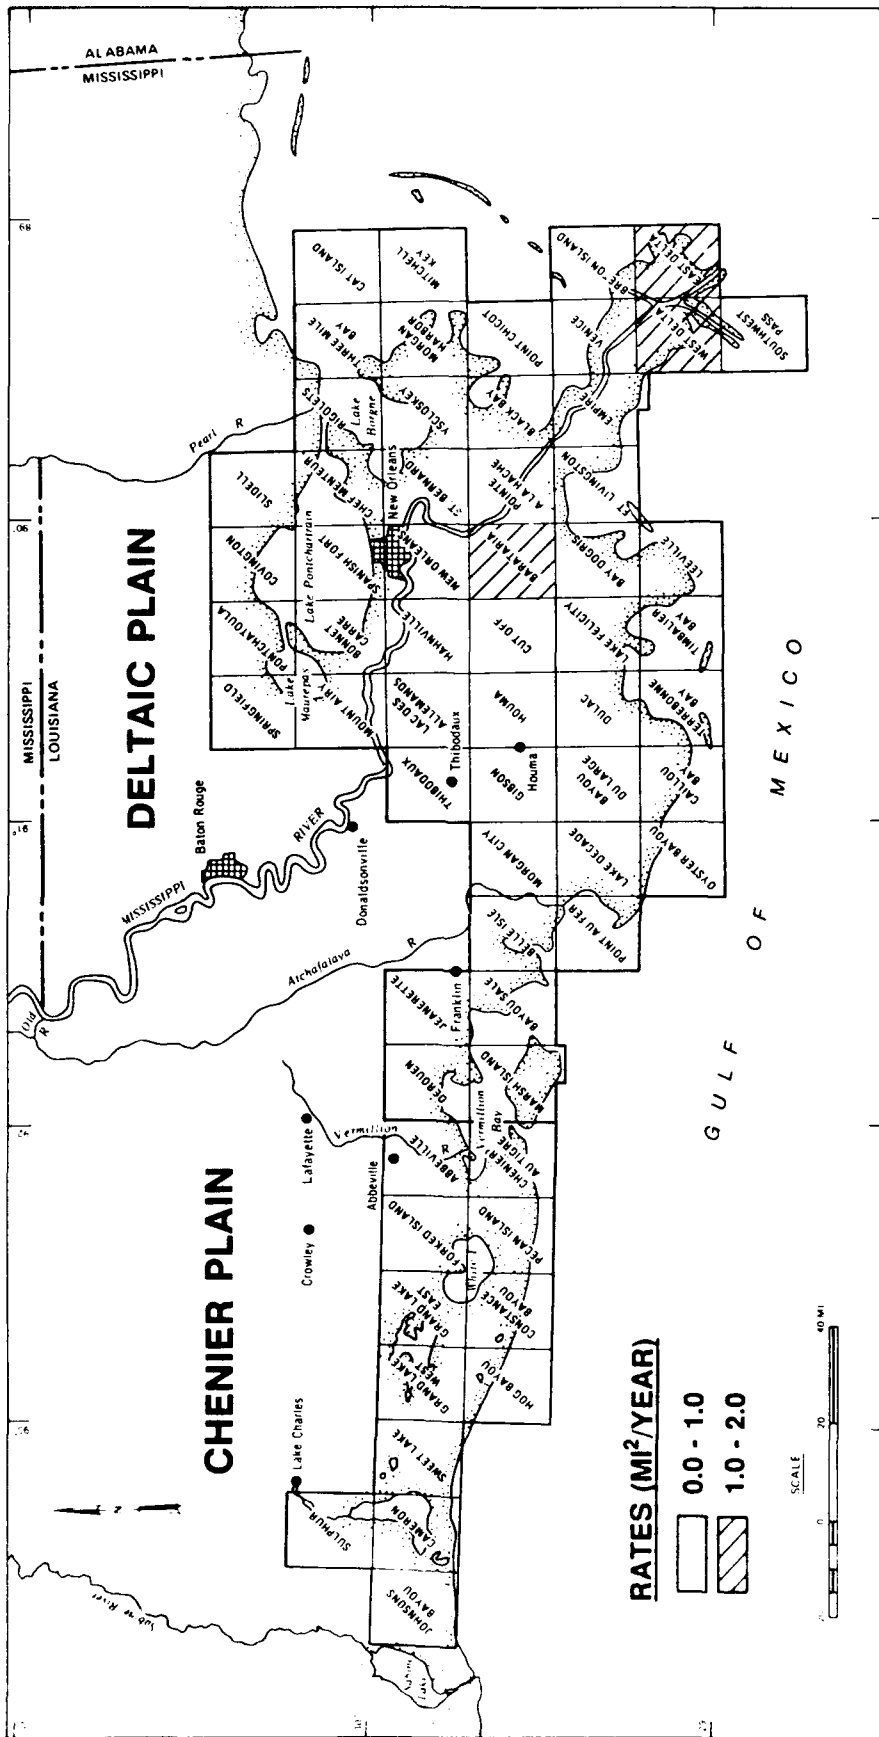 ALABAMA
MISSISSIPPI
MISSISSIPPI
LOUISIANA
DELTAIC PLAIN
CHENIER PLAIN
Pearl R
Old R
MISSISSIPPI RIVER
Baton Rouge
Donaldsonville
Atchafalaya R
Lafayette
Vermillion R
Crowley
Abbeville
Lake Charles
Franklin
Thibodaux
Houma
New Orleans
Lake Pontchartrain
Lake Maurepas
Lake Borgne
Vermillion Bay
White L
SPRINGFIELD
PONTCHATOULA
COVINGTON
SLIDELL
MOUNT AIRY
BONNET CARRE
SPANISH FORT
CHEF MENTEUR
RIGOLETS
THREE MILE BAY
CAT ISLAND
THIBODAUX
LAC DES ALLEMANDS
HAHNVILLE
NEW ORLEANS
ST BERNARD
YSCLOSKEY
MORGAN HARBOR
MITCHELL KEY
MORGAN CITY
GIBSON
HOUMA
CUT OFF
BARATARIA
POINTE A LA HACHE
BLACK BAY
POINT CHICOT
POINT AU FER
LAKE DECADE
BAYOU DU LARGE
DULAC
LAKE FELICITY
BAY DOGRIS
FT LIVINGSTON
EMPIRE
VENICE
BRETON ISLAND
OYSTER BAYOU
CAILLOU BAY
TERREBONNE BAY
TIMBALIER BAY
LEEVILLE
WEST DELTA
EAST DELTA
SOUTHWEST PASS
SULPHUR
JOHNSONS BAYOU
CAMERON
SWEET LAKE
GRAND LAKE WEST
GRAND LAKE EAST
FORKED ISLAND
ABBEVILLE
DEROUEN
JEANERETTE
HOG BAYOU
CONSTANCE BAYOU
PECAN ISLAND
CHENIER AU TIGRE
MARSH ISLAND
BAYOU SALE
BELLE ISLE
GULF OF MEXICO
RATES (MI²/YEAR)
0.0 - 1.0
1.0 - 2.0
SCALE
0 20 40 MI